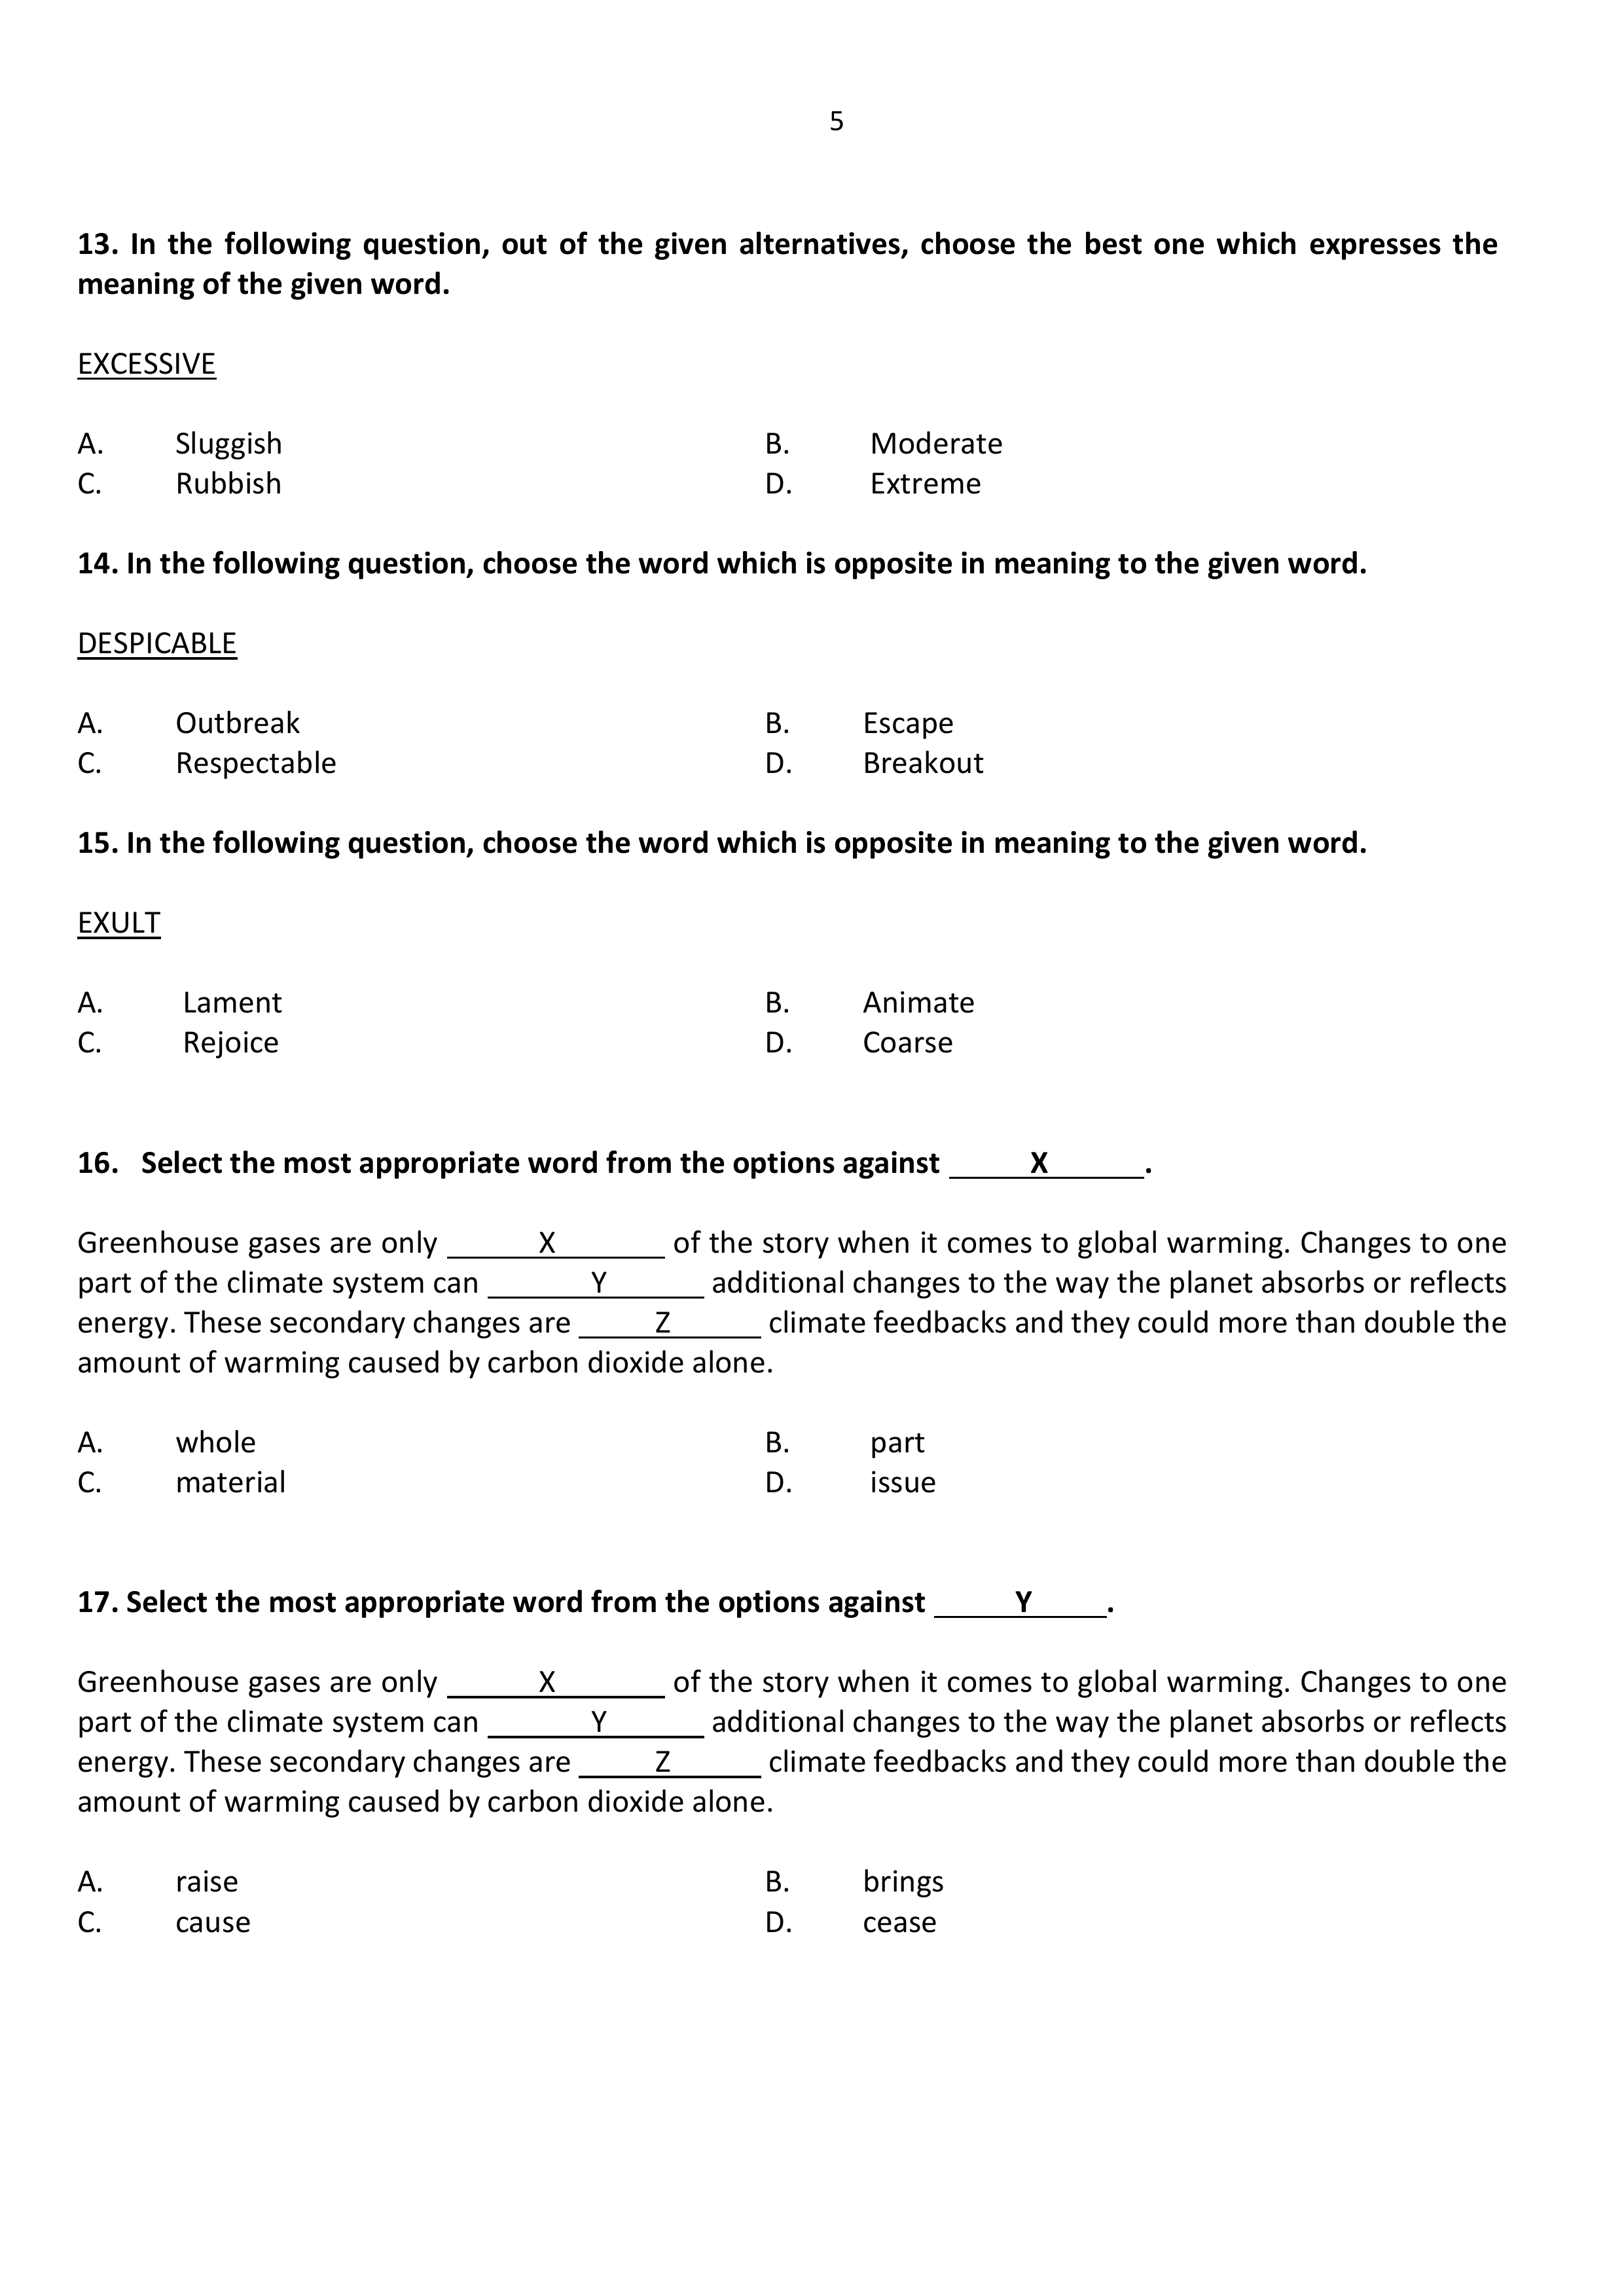 5
13. In the following question, out of the given alternatives, choose the best one which expresses the
meaning of the given word.
EXCESSIVE
A. Sluggish B. Moderate
C. Rubbish D. Extreme
14. In the following question, choose the word which is opposite in meaning to the given word.
DESPICABLE
A. Outbreak B. Escape
C. Respectable D. Breakout
15. In the following question, choose the word which is opposite in meaning to the given word.
EXULT
A. Lament B. Animate
C. Rejoice D. Coarse
16. Select the most appropriate word from the options against ______X______.
Greenhouse gases are only ______X______ of the story when it comes to global warming. Changes to one
part of the climate system can ______Y______ additional changes to the way the planet absorbs or reflects
energy. These secondary changes are _____Z_____ climate feedbacks and they could more than double the
amount of warming caused by carbon dioxide alone.
A. whole B. part
C. material D. issue
17. Select the most appropriate word from the options against _____Y_____.
Greenhouse gases are only ______X______ of the story when it comes to global warming. Changes to one
part of the climate system can ______Y______ additional changes to the way the planet absorbs or reflects
energy. These secondary changes are _____Z_____ climate feedbacks and they could more than double the
amount of warming caused by carbon dioxide alone.
A. raise B. brings
C. cause D. cease